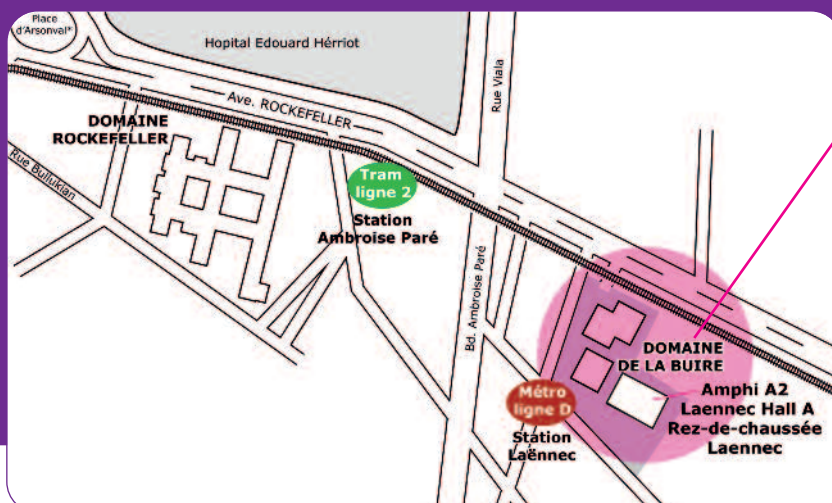 Place
d'Arsonval*
Hopital Edouard Hérriot
Rue Viala
Ave. ROCKEFELLER
DOMAINE
ROCKEFELLER
Rue Bullukian
Tram
ligne 2
Station
Ambroise Paré
Bd. Ambroise Paré
DOMAINE
DE LA BUIRE
Métro
ligne D
Station
Laënnec
Amphi A2
Laennec Hall A
Rez-de-chaussée
Laennec